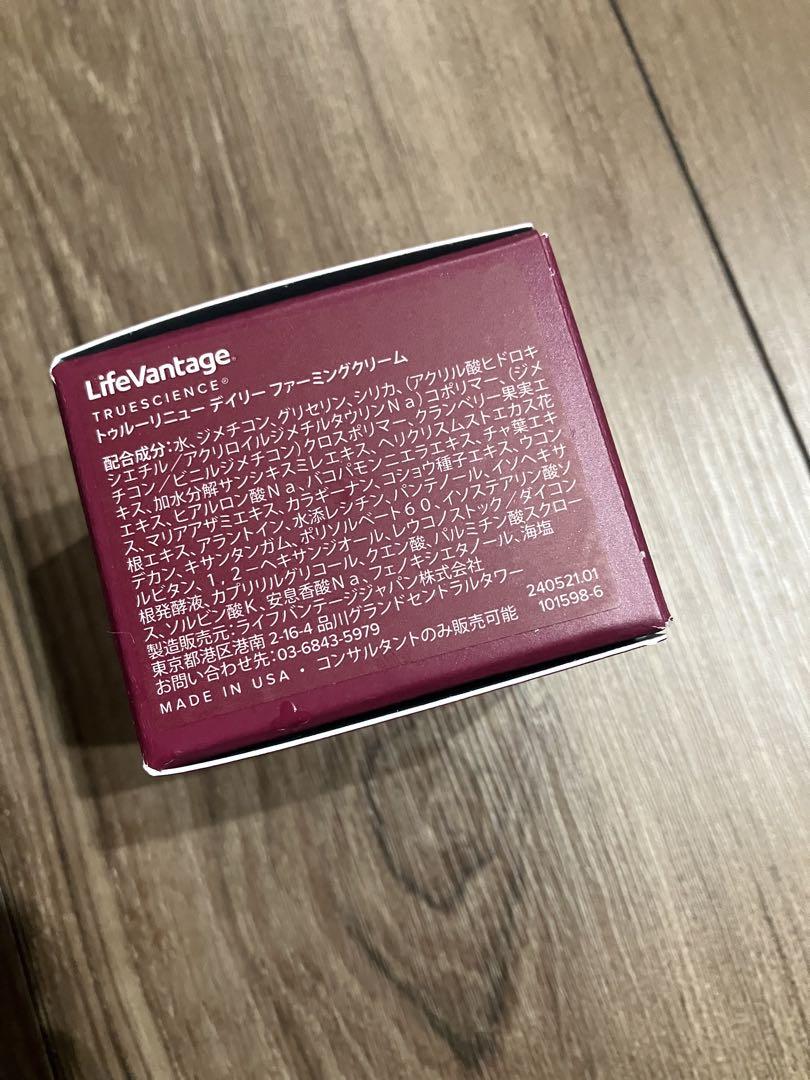 LifeVantage
TRUESCIENCE®
トゥルーリニュー デイリー ファーミングクリーム
配合成分:水、ジメチコン、グリセリン、シリカ、(アクリル酸ヒドロキ
シエチル/アクリロイルジメチルタウリンNa)コポリマー、(ジメ
チコン/ビニルジメチコン)クロスポリマー、クランベリー果実エ
キス、加水分解サンシキスミレエキス、ヘリクリスムストエカス花
エキス、ヒアルロン酸Na、バコパモンニエラエキス、チャ葉エキ
ス、マリアアザミエキス、カラギーナン、コショウ種子エキス、ウコン
根エキス、アラントイン、水添レシチン、パンテノール、イソヘキサ
デカン、キサンタンガム、ポリソルベート60、イソステアリン酸ソ
ルビタン、1,2-ヘキサンジオール、レウコノストック/ダイコン
根発酵液、カプリリルグリコール、クエン酸、パルミチン酸スクロー
ス、ソルビン酸K、安息香酸Na、フェノキシエタノール、海塩
製造販売元:ライフバンテージジャパン株式会社
東京都港区港南 2-16-4 品川グランドセントラルタワー
お問い合わせ先:03-6843-5979
240521.01
MADE IN USA・コンサルタントのみ販売可能
101598-6